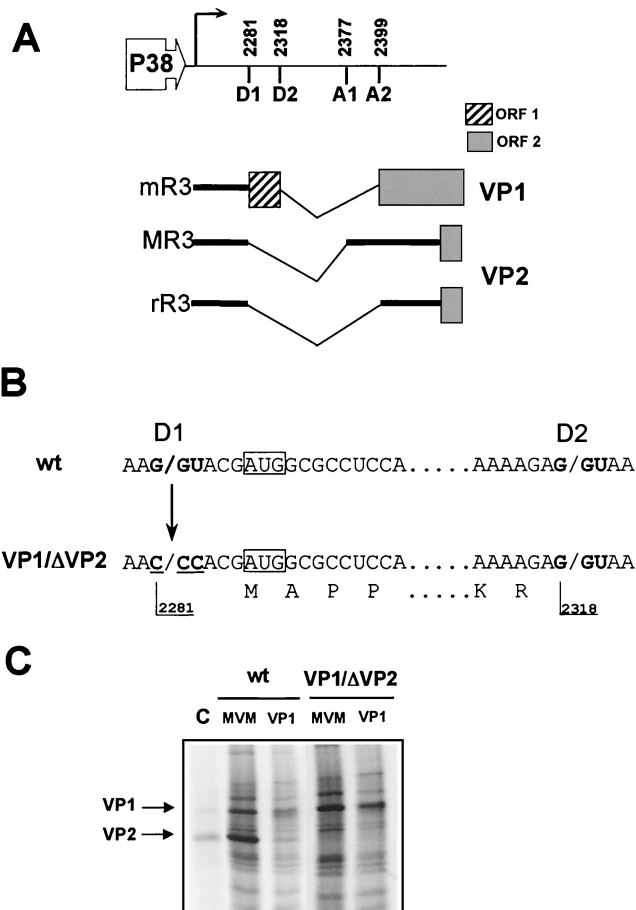 A
P38
2281 2318 2377 2399
D1 D2 A1 A2
ORF 1
ORF 2
mR3 VP1
MR3
VP2
rR3
B
D1 D2
wt AAG/GUACGAUGGCGCCUCCA.....AAAAGAG/GUAA
VP1/ΔVP2 AAC/CCACGAUGGCGCCUCCA.....AAAAGAG/GUAA
2281 M A P P .....K R 2318
C
wt VP1/ΔVP2
C MVM VP1 MVM VP1
VP1
VP2